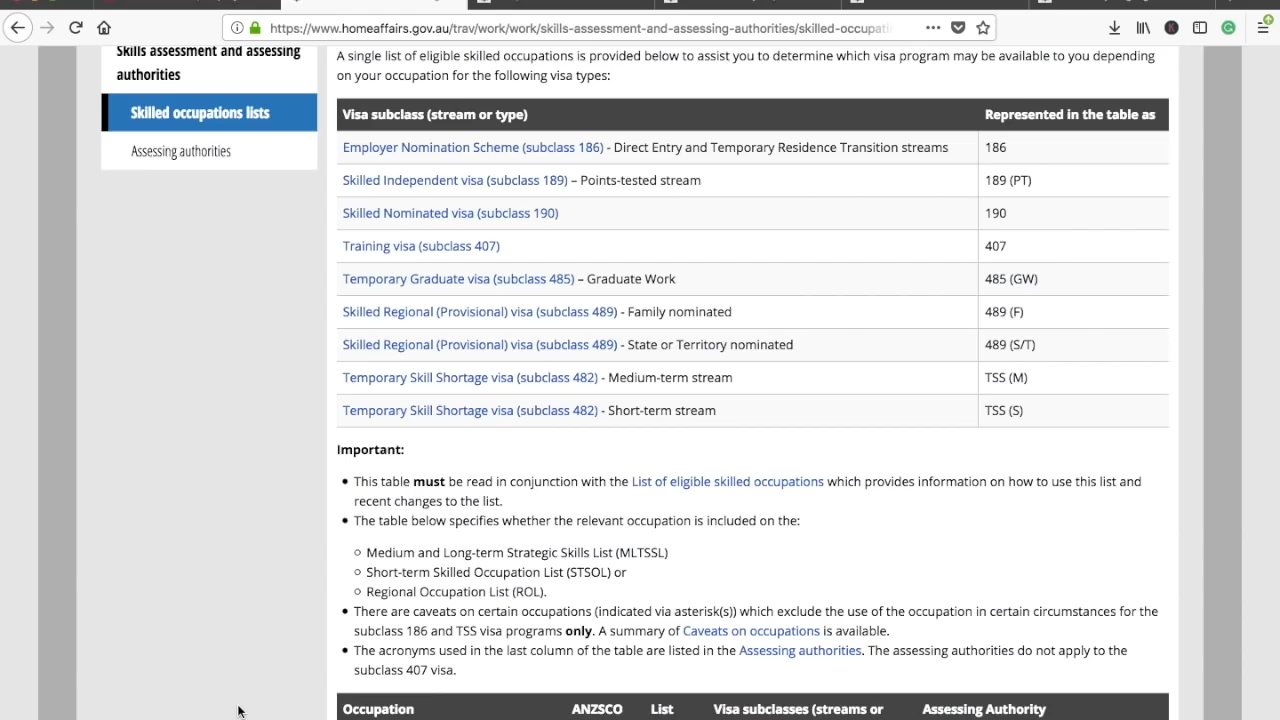 https://www.homeaffairs.gov.au/trav/work/work/skills-assessment-and-assessing-authorities/skilled-occupati
Skills assessment and assessing
authorities
Skilled occupations lists
Assessing authorities
A single list of eligible skilled occupations is provided below to assist you to determine which visa program may be available to you depending
on your occupation for the following visa types:
Visa subclass (stream or type) Represented in the table as
Employer Nomination Scheme (subclass 186) - Direct Entry and Temporary Residence Transition streams 186
Skilled Independent visa (subclass 189) – Points-tested stream 189 (PT)
Skilled Nominated visa (subclass 190) 190
Training visa (subclass 407) 407
Temporary Graduate visa (subclass 485) – Graduate Work 485 (GW)
Skilled Regional (Provisional) visa (subclass 489) - Family nominated 489 (F)
Skilled Regional (Provisional) visa (subclass 489) - State or Territory nominated 489 (S/T)
Temporary Skill Shortage visa (subclass 482) - Medium-term stream TSS (M)
Temporary Skill Shortage visa (subclass 482) - Short-term stream TSS (S)
Important:
• This table must be read in conjunction with the List of eligible skilled occupations which provides information on how to use this list and
recent changes to the list.
• The table below specifies whether the relevant occupation is included on the:
○ Medium and Long-term Strategic Skills List (MLTSSL)
○ Short-term Skilled Occupation List (STSOL) or
○ Regional Occupation List (ROL).
• There are caveats on certain occupations (indicated via asterisk(s)) which exclude the use of the occupation in certain circumstances for the
subclass 186 and TSS visa programs only. A summary of Caveats on occupations is available.
• The acronyms used in the last column of the table are listed in the Assessing authorities. The assessing authorities do not apply to the
subclass 407 visa.
Occupation ANZSCO List Visa subclasses (streams or Assessing Authority